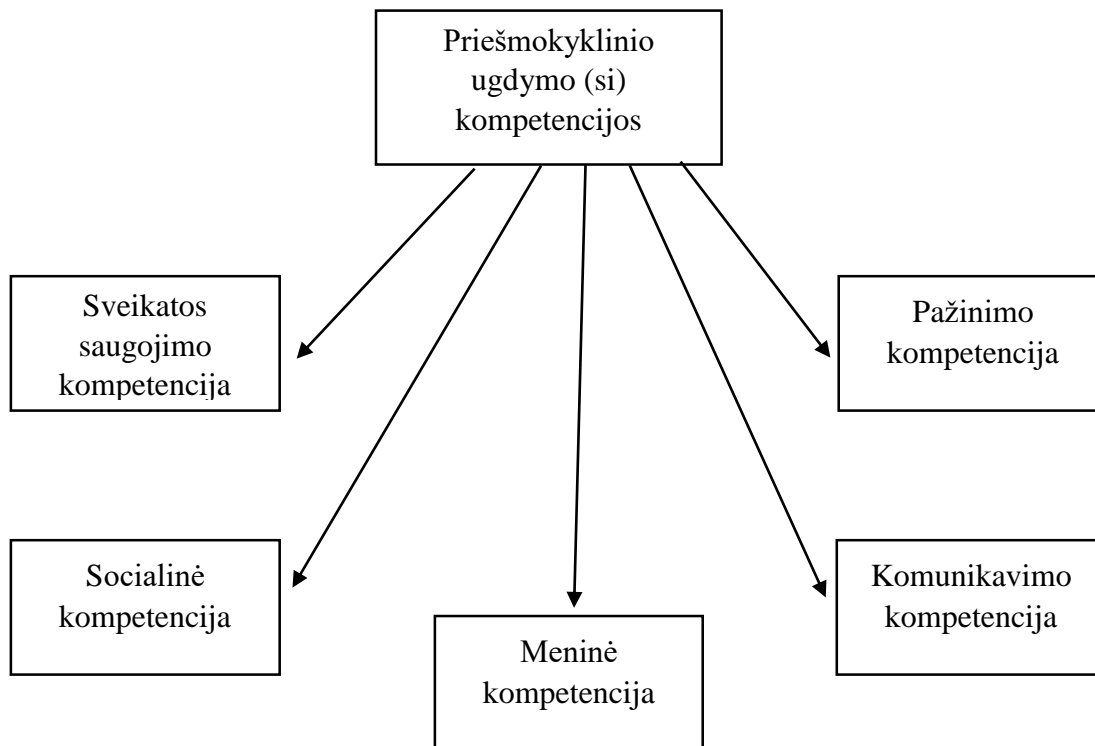 Priešmokyklinio
ugdymo (si)
kompetencijos
Sveikatos
saugojimo
kompetencija
Pažinimo
kompetencija
Socialinė
kompetencija
Komunikavimo
kompetencija
Meninė
kompetencija